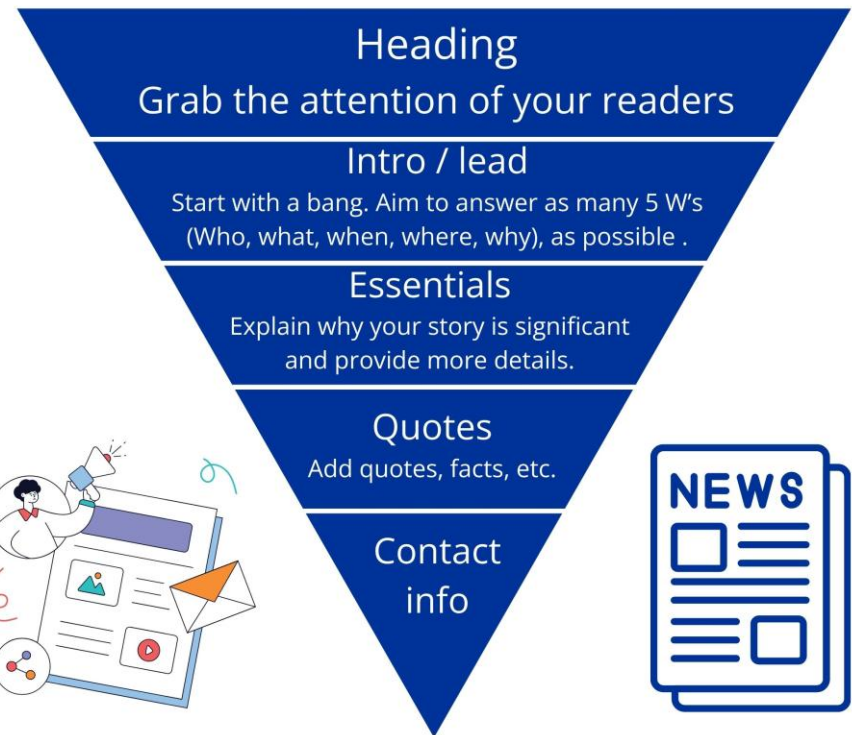 Heading
Grab the attention of your readers
Intro / lead
Start with a bang. Aim to answer as many 5 W's
(Who, what, when, where, why), as possible .
Essentials
Explain why your story is significant
and provide more details.
Quotes
Add quotes, facts, etc.
Contact
info
NEWS